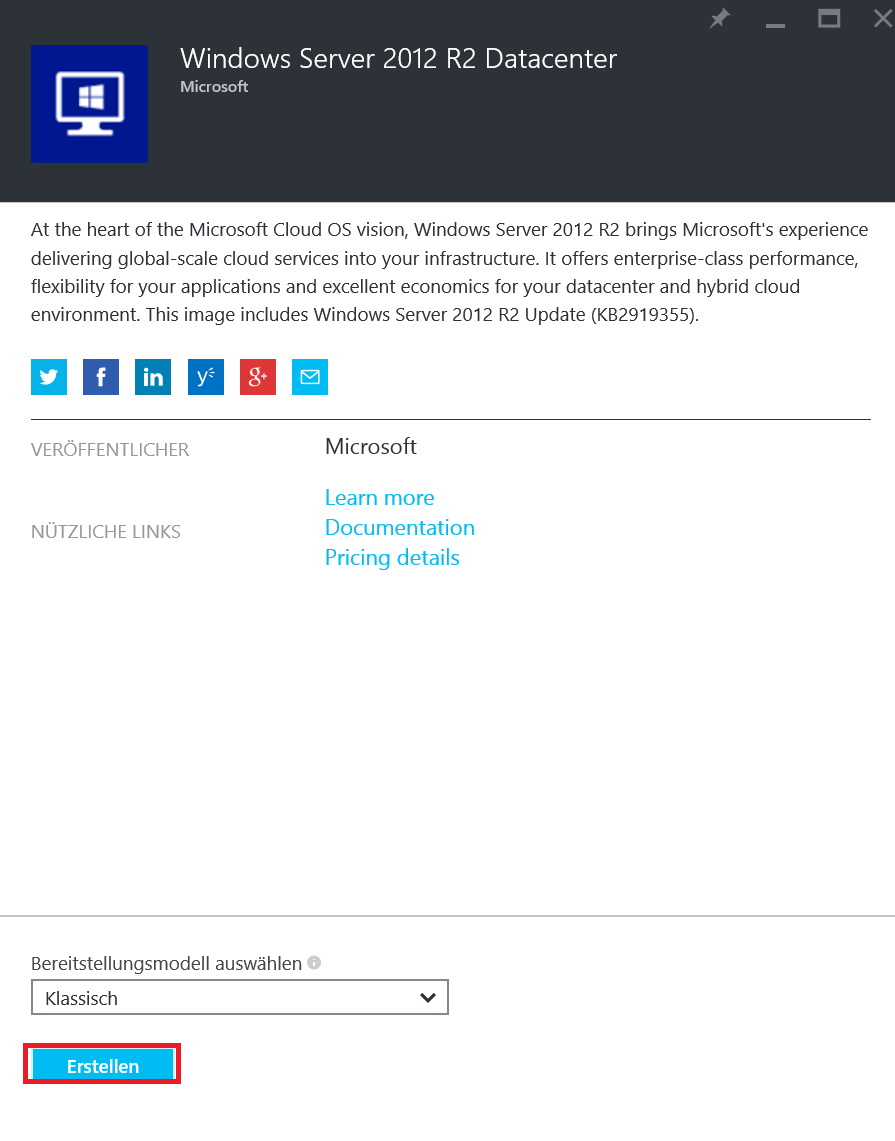 Windows Server 2012 R2 Datacenter
Microsoft
At the heart of the Microsoft Cloud OS vision, Windows Server 2012 R2 brings Microsoft's experience
delivering global-scale cloud services into your infrastructure. It offers enterprise-class performance,
flexibility for your applications and excellent economics for your datacenter and hybrid cloud
environment. This image includes Windows Server 2012 R2 Update (KB2919355).
VERÖFFENTLICHER
Microsoft
NÜTZLICHE LINKS
Learn more
Documentation
Pricing details
Bereitstellungsmodell auswählen
Klassisch
Erstellen